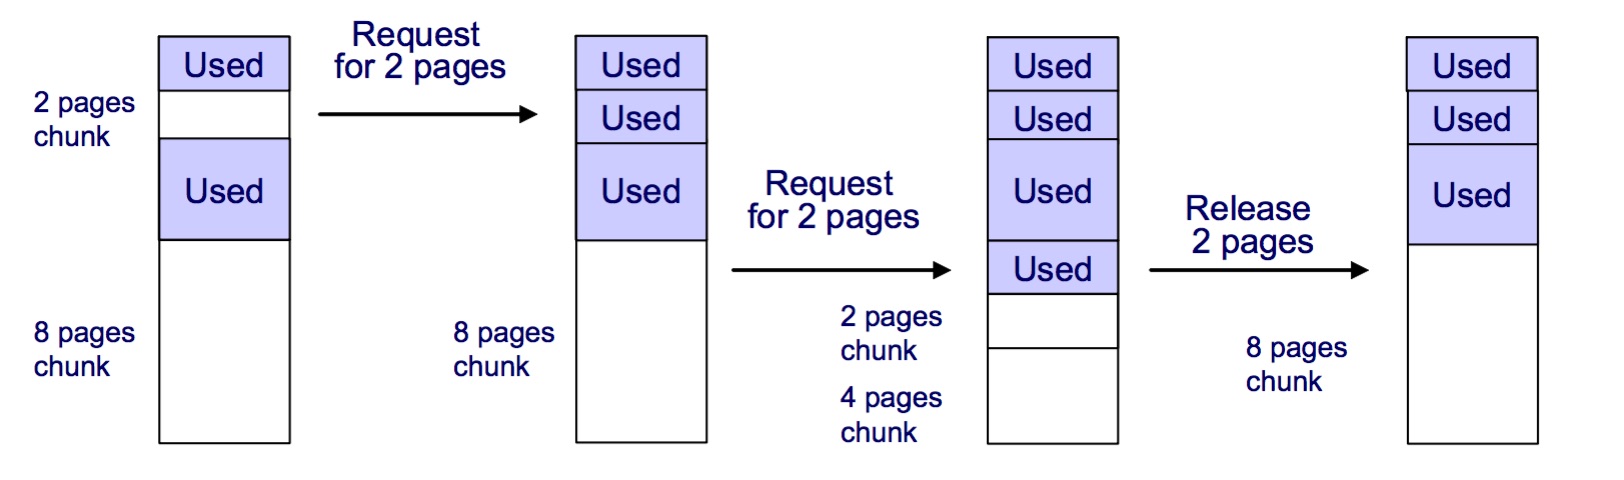 Used
2 pages
chunk
Used
8 pages
chunk
Request
for 2 pages
Used
Used
Used
8 pages
chunk
Request
for 2 pages
Used
Used
Used
Used
2 pages
chunk
4 pages
chunk
Release
2 pages
Used
Used
Used
8 pages
chunk